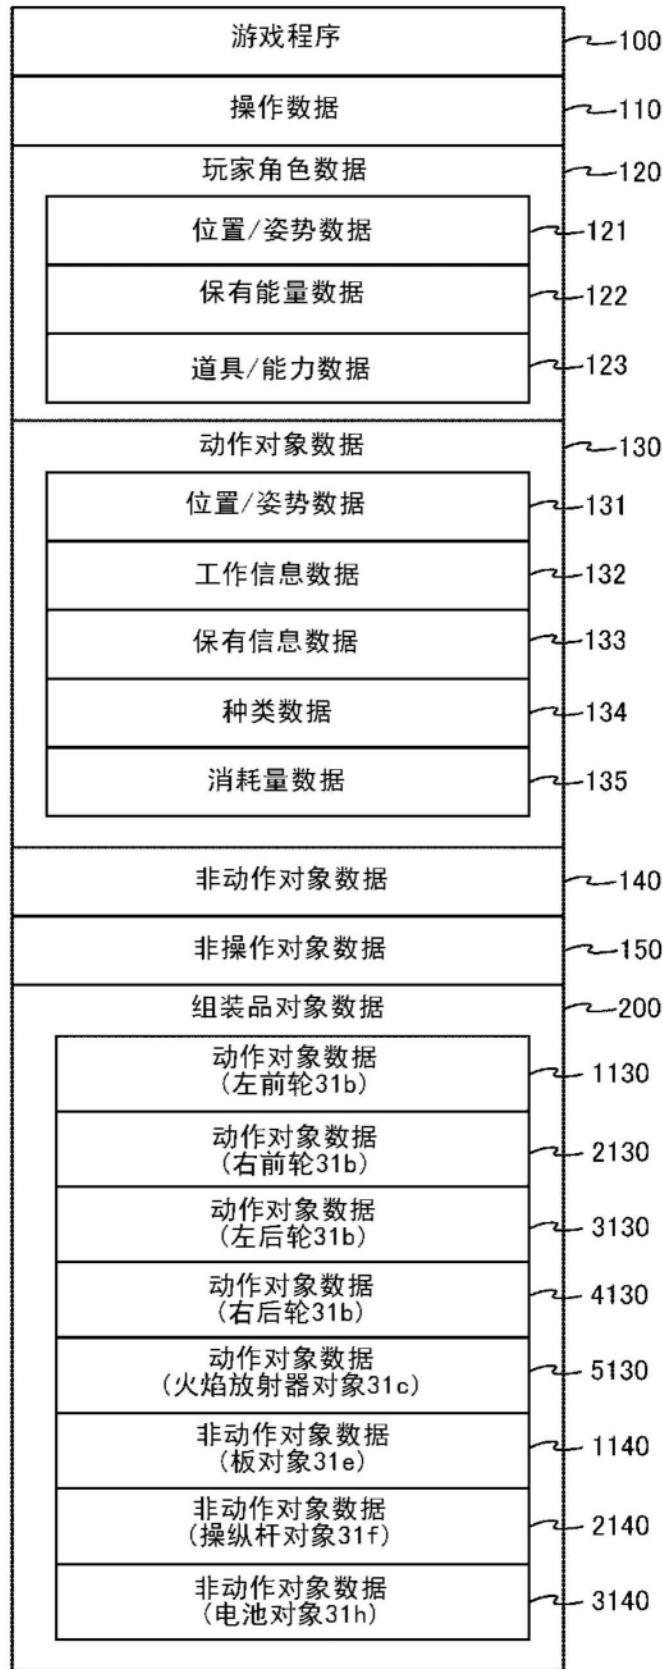 游戏程序 100
操作数据 110
玩家角色数据 120
位置/姿势数据 121
保有能量数据 122
道具/能力数据 123
动作对象数据 130
位置/姿势数据 131
工作信息数据 132
保有信息数据 133
种类数据 134
消耗量数据 135
非动作对象数据 140
非操作对象数据 150
组装品对象数据 200
动作对象数据
(左前轮31b) 1130
动作对象数据
(右前轮31b) 2130
动作对象数据
(左后轮31b) 3130
动作对象数据
(右后轮31b) 4130
动作对象数据
(火焰放射器对象31c) 5130
非动作对象数据
(板对象31e) 1140
非动作对象数据
(操纵杆对象31f) 2140
非动作对象数据
(电池对象31h) 3140